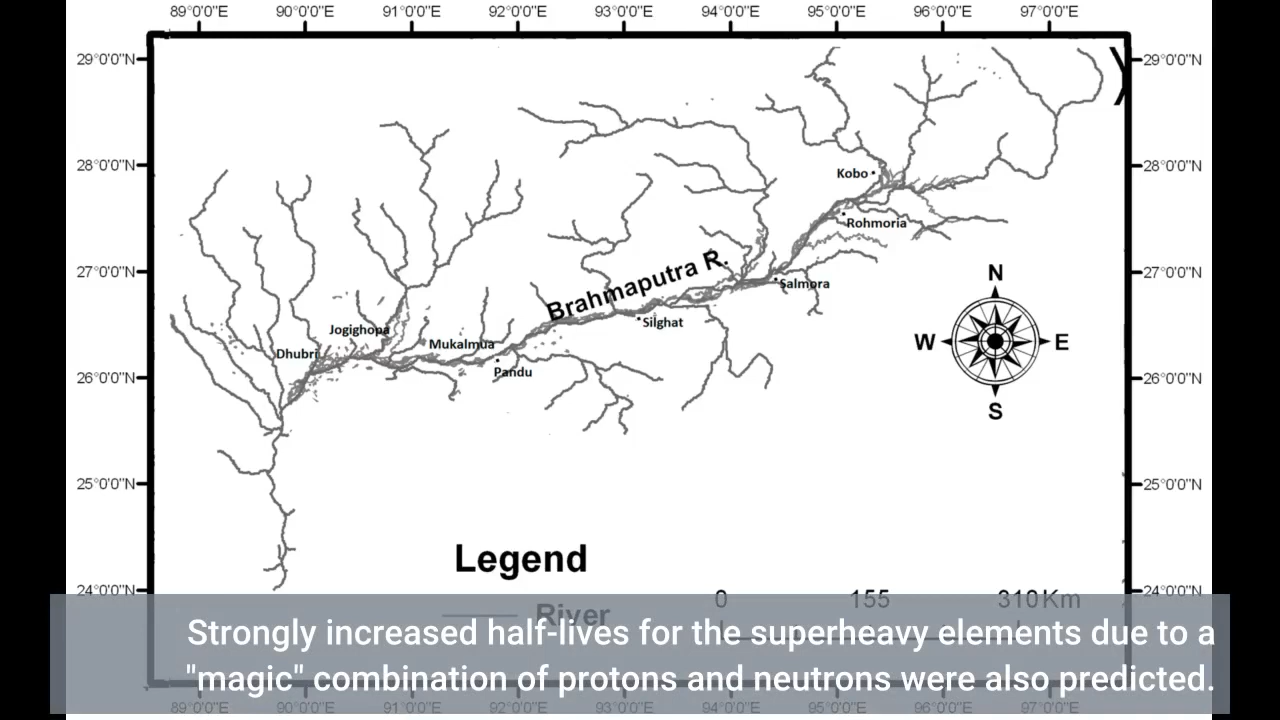 89°0'0"E 90°0'0"E 91°0'0"E 92°0'0"E 93°0'0"E 94°0'0"E 95°0'0"E 96°0'0"E 97°0'0"E
29°0'0"N 29°0'0"N
28°0'0"N 28°0'0"N
Kobo
Rohmoria
27°0'0"N 27°0'0"N
Brahmaputra R.
Salmora
N
Silghat
Jogighopa
W E
Mukalmua
Dhubri
Pandu
26°0'0"N 26°0'0"N
S
25°0'0"N 25°0'0"N
Legend
24°0'0"N 24°0'0"N
River
0 155 310 Km
Strongly increased half-lives for the superheavy elements due to a
"magic" combination of protons and neutrons were also predicted.
89°0'0"E 90°0'0"E 91°0'0"E 92°0'0"E 93°0'0"E 94°0'0"E 95°0'0"E 96°0'0"E 97°0'0"E